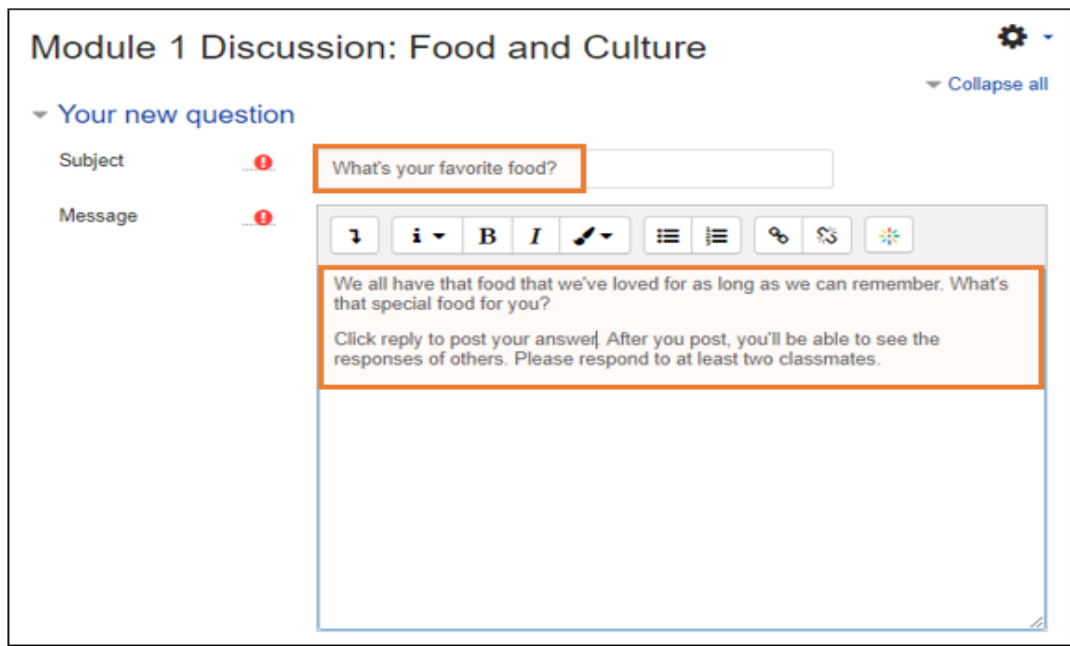 Module 1 Discussion: Food and Culture
Collapse all
Your new question
Subject
What's your favorite food?
Message
i B I
We all have that food that we've loved for as long as we can remember. What's
that special food for you?
Click reply to post your answer. After you post, you'll be able to see the
responses of others. Please respond to at least two classmates.